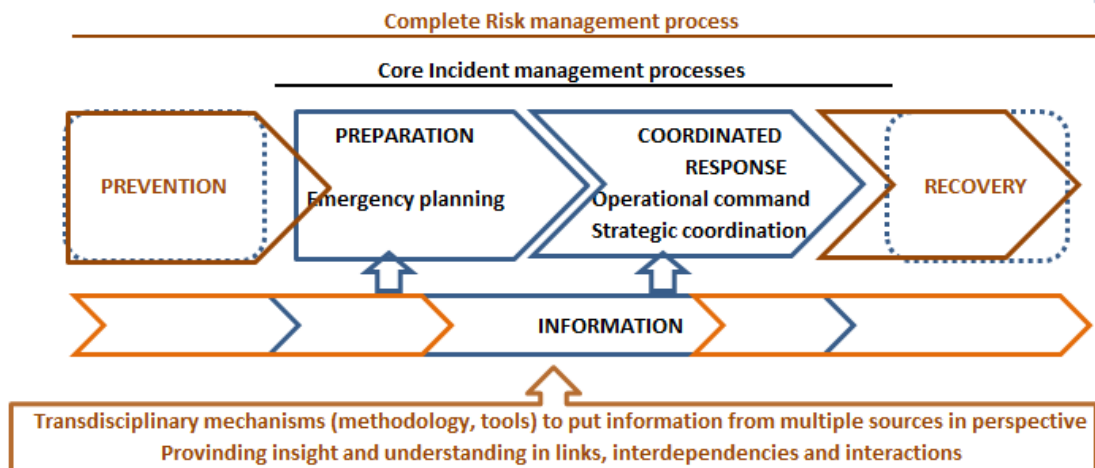 Complete Risk management process
Core Incident management processes
PREVENTION
PREPARATION
Emergency planning
COORDINATED
RESPONSE
Operational command
Strategic coordination
RECOVERY
INFORMATION
Transdisciplinary mechanisms (methodology, tools) to put information from multiple sources in perspective
Provinding insight and understanding in links, interdependencies and interactions